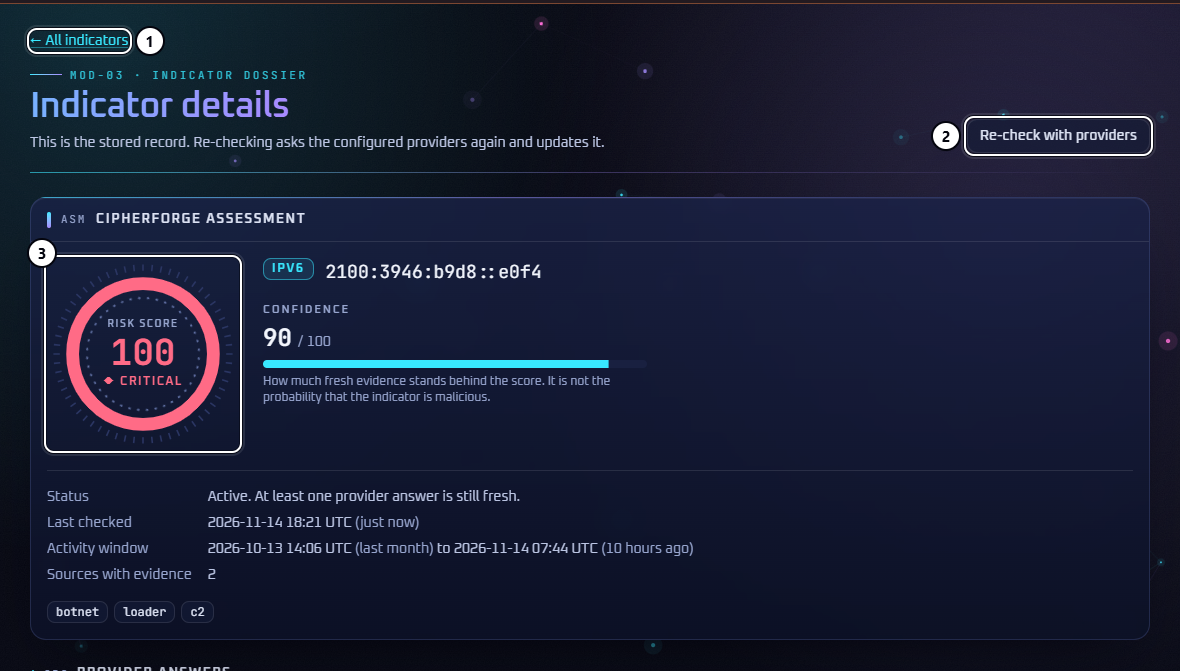 ← All indicators
1
MOD-03 · INDICATOR DOSSIER
Indicator details
This is the stored record. Re-checking asks the configured providers again and updates it.
2
Re-check with providers
ASM CIPHERFORGE ASSESSMENT
3
RISK SCORE
100
CRITICAL
IPV6 2100:3946:b9d8::e0f4
CONFIDENCE
90 / 100
How much fresh evidence stands behind the score. It is not the
probability that the indicator is malicious.
Status Active. At least one provider answer is still fresh.
Last checked 2026-11-14 18:21 UTC (just now)
Activity window 2026-10-13 14:06 UTC (last month) to 2026-11-14 07:44 UTC (10 hours ago)
Sources with evidence 2
botnet loader c2
PROVIDER ANSWERS